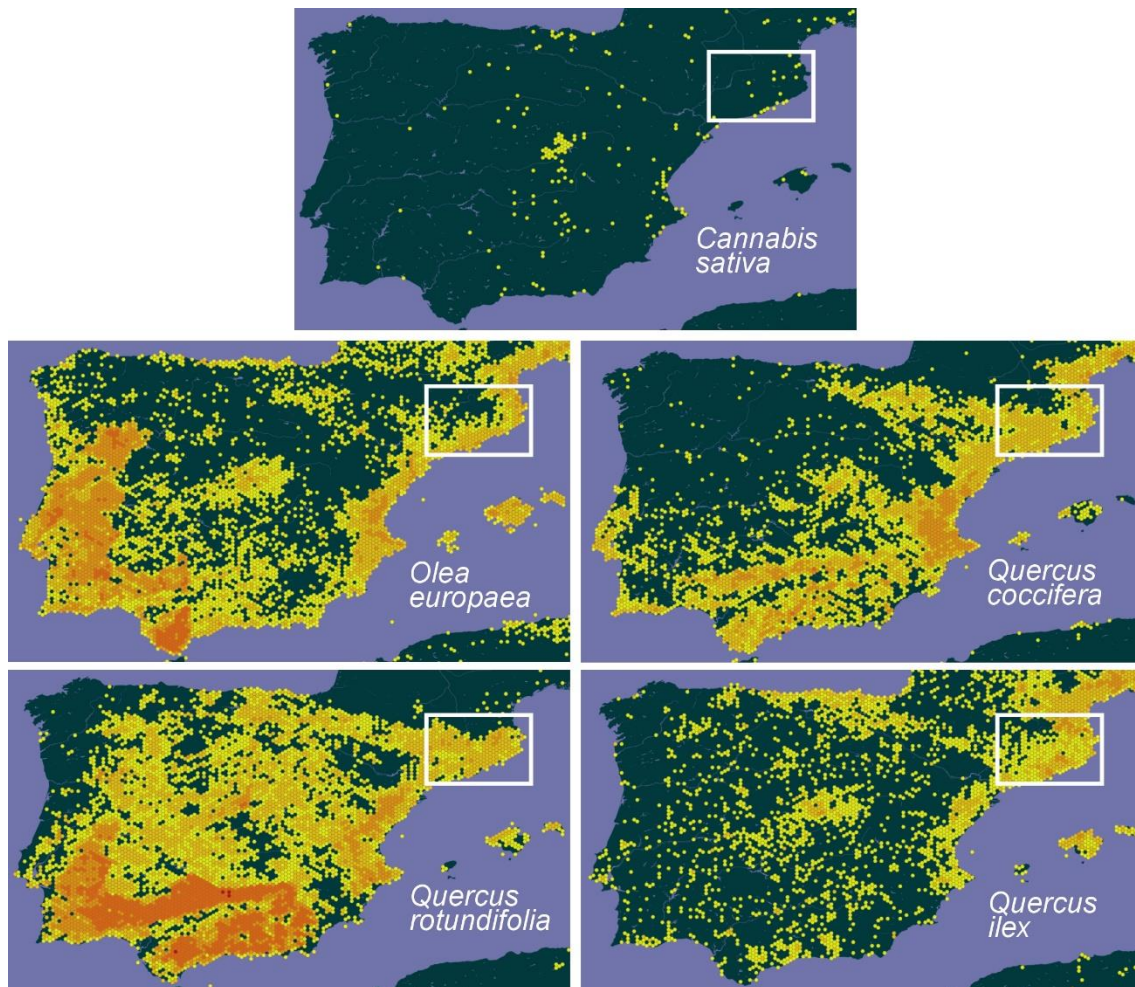 Cannabis
sativa
Olea
europaea
Quercus
coccifera
Quercus
rotundifolia
Quercus
ilex